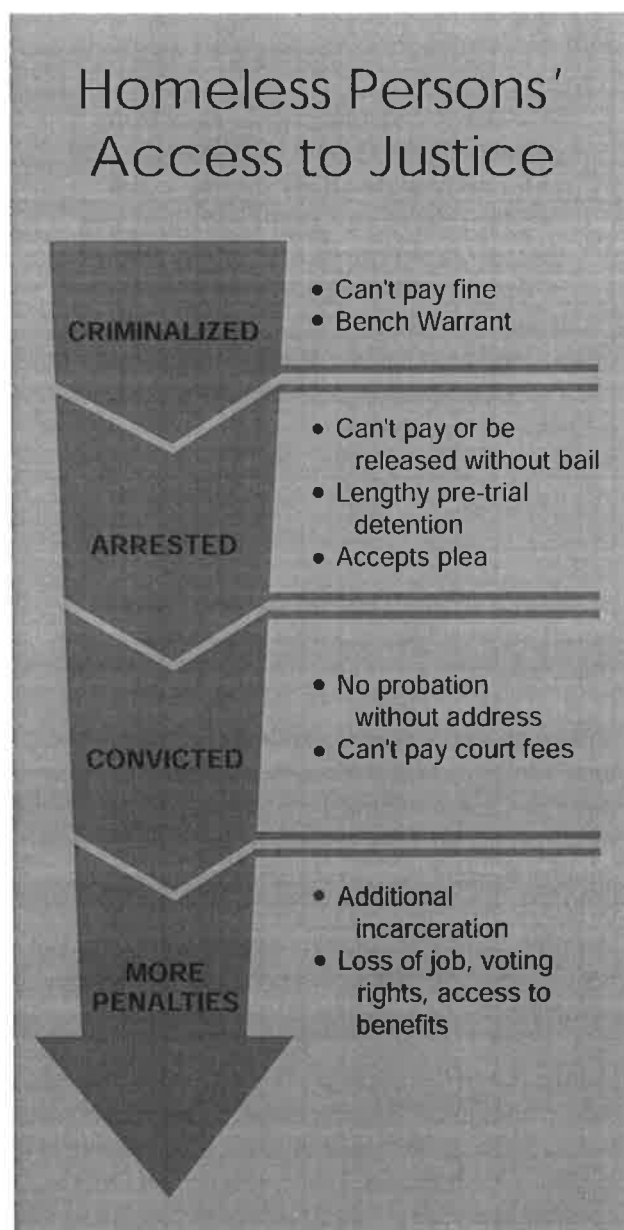 Homeless Persons'
Access to Justice
CRIMINALIZED
• Can't pay fine
• Bench Warrant
ARRESTED
• Can't pay or be
released without bail
• Lengthy pre-trial
detention
• Accepts plea
CONVICTED
• No probation
without address
• Can't pay court fees
MORE
PENALTIES
• Additional
incarceration
• Loss of job, voting
rights, access to
benefits